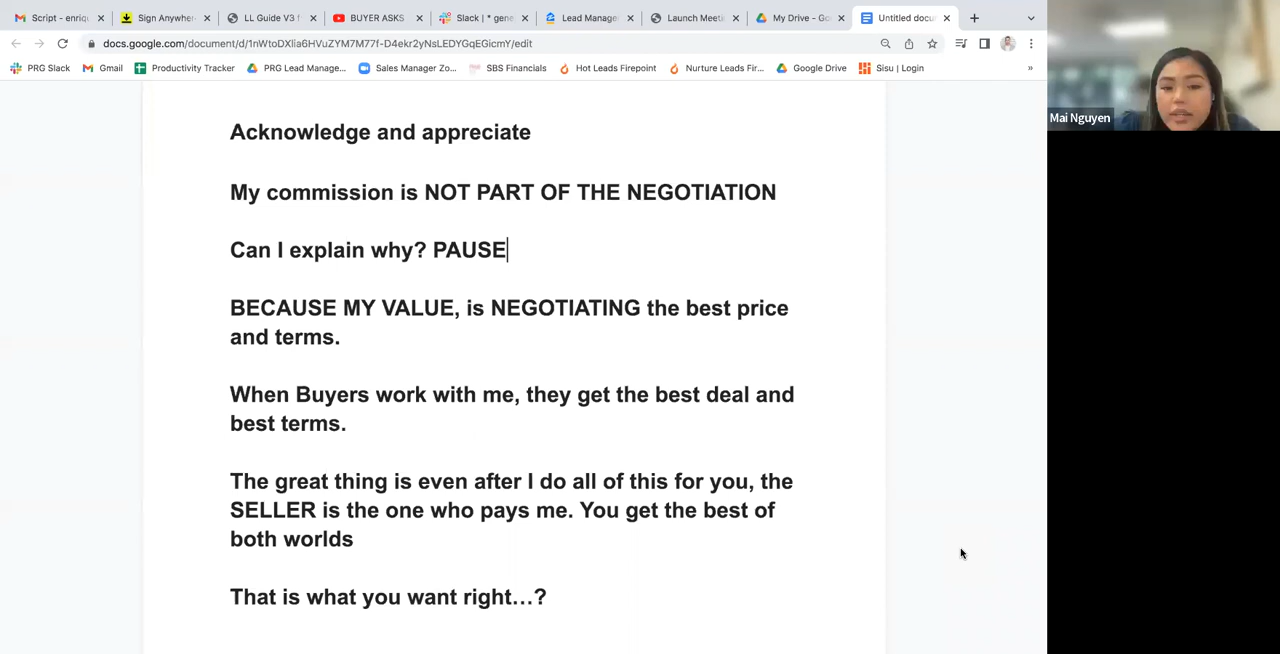 Script - enriqu
Sign Anywher
LL Guide V3 f
BUYER ASKS
Slack | * gene
Lead Manage
Launch Meeti
My Drive - Go
Untitled docu
docs.google.com/document/d/1nWtoDXlia6HVuZYM7M77f-D4ekr2yNsLEDYGqEGicmY/edit
PRG Slack
Gmail
Productivity Tracker
PRG Lead Manage...
Sales Manager Zo...
SBS Financials
Hot Leads Firepoint
Nurture Leads Fir...
Google Drive
Sisu | Login
»
Mai Nguyen
Acknowledge and appreciate
My commission is NOT PART OF THE NEGOTIATION
Can I explain why? PAUSE
BECAUSE MY VALUE, is NEGOTIATING the best price
and terms.
When Buyers work with me, they get the best deal and
best terms.
The great thing is even after I do all of this for you, the
SELLER is the one who pays me. You get the best of
both worlds
That is what you want right...?